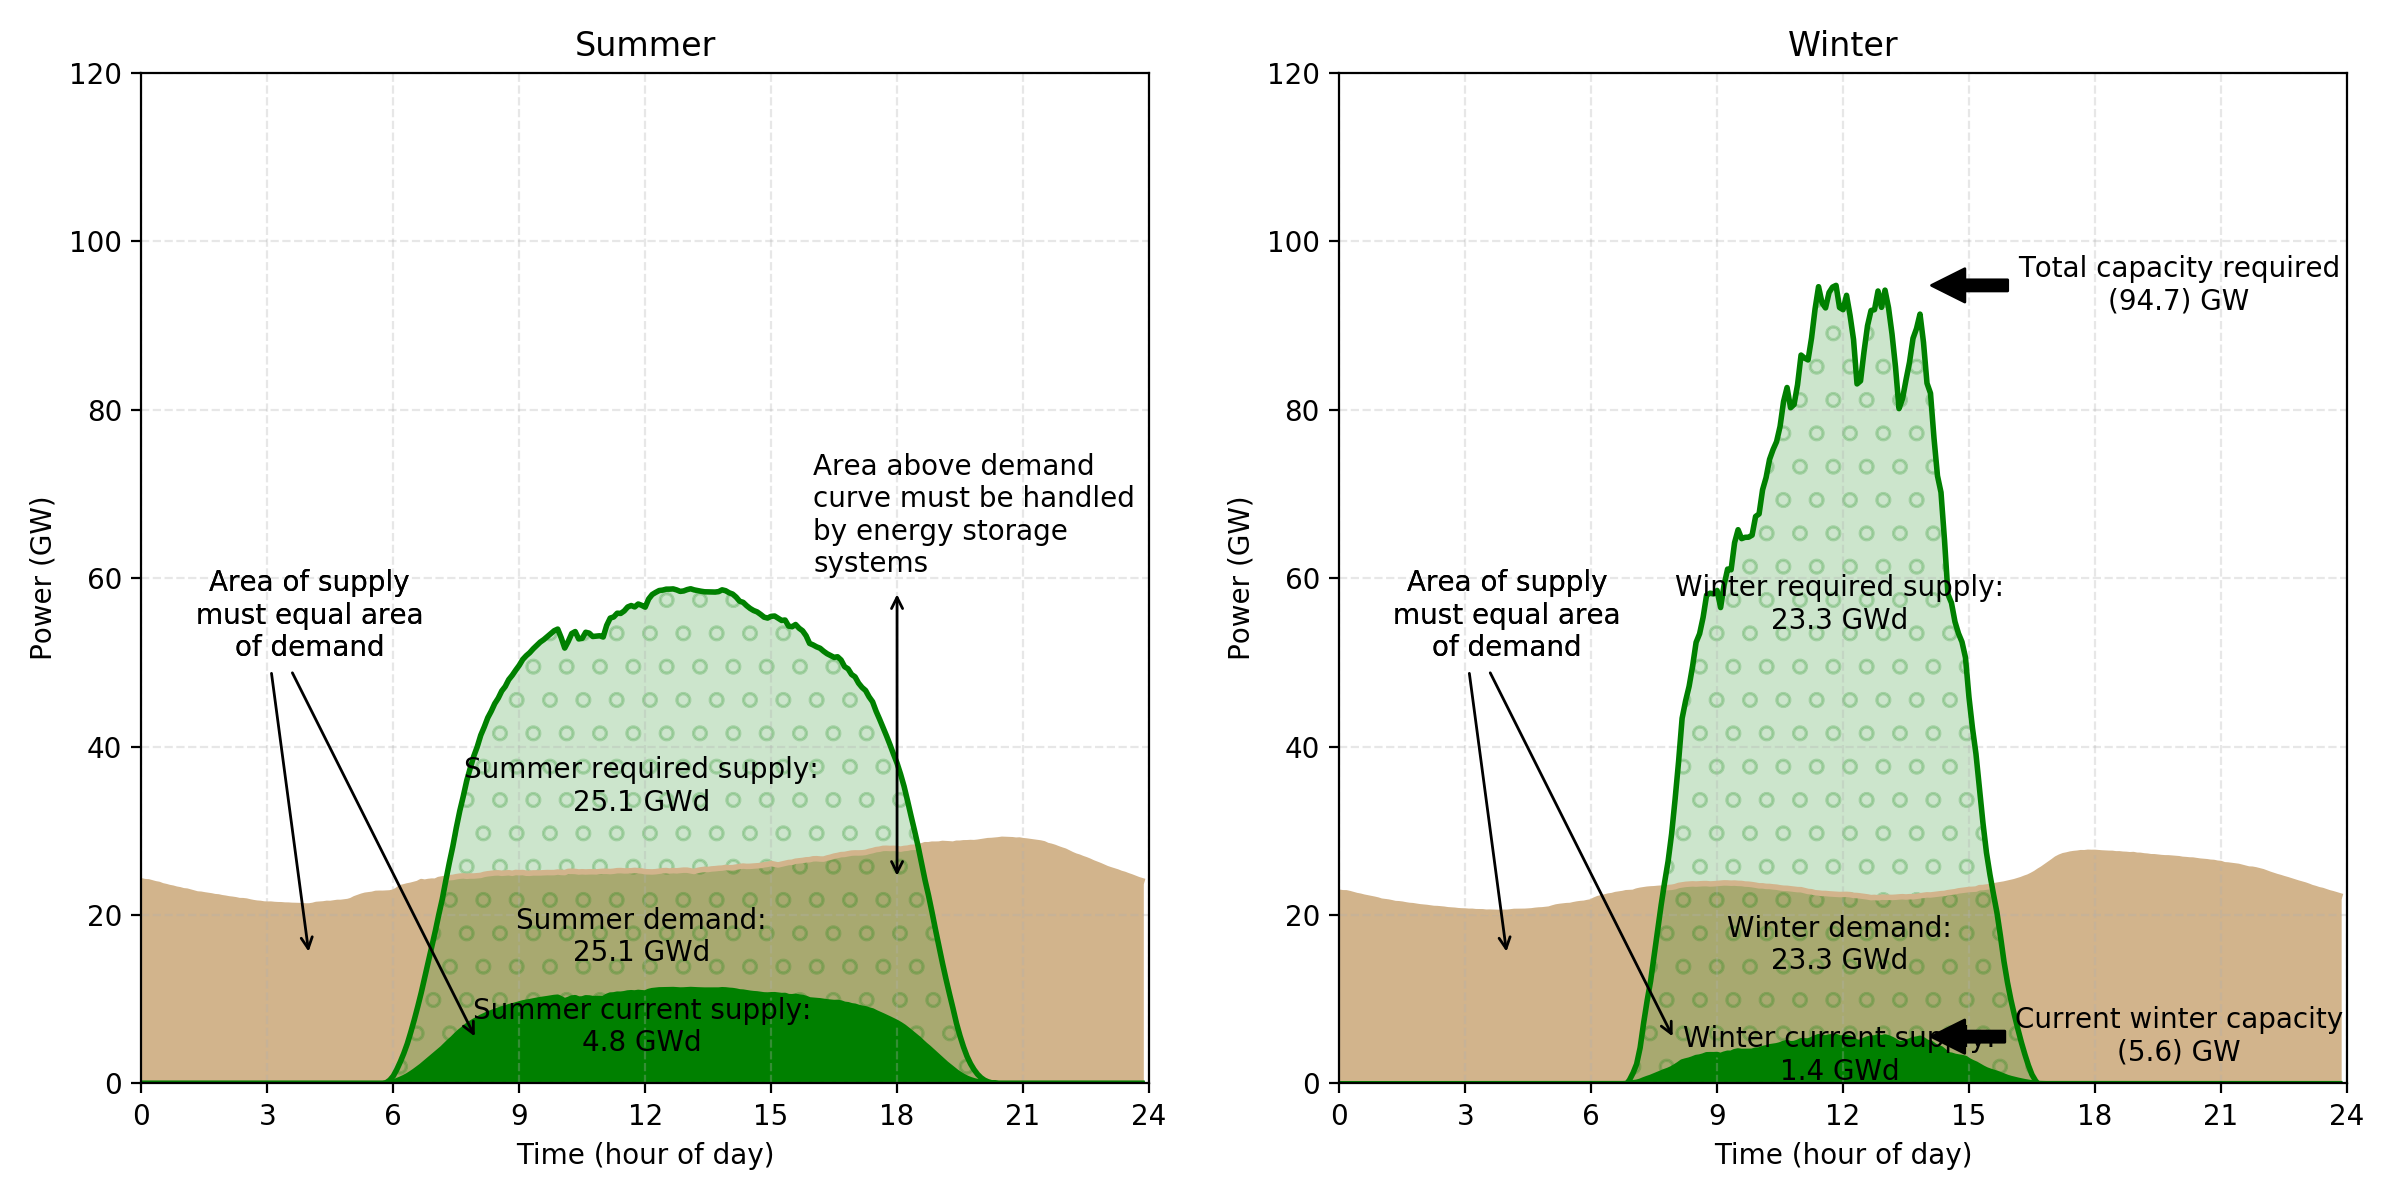 Summer
120
100
80
60
40
20
0
Power (GW)
Area of supply
must equal area
of demand
Area above demand
curve must be handled
by energy storage
systems
Summer required supply:
25.1 GWd
Summer demand:
25.1 GWd
Summer current supply:
4.8 GWd
0 3 6 9 12 15 18 21 24
Time (hour of day)
Winter
120
100
80
60
40
20
0
Power (GW)
Total capacity required
(94.7) GW
Area of supply
must equal area
of demand
Winter required supply:
23.3 GWd
Winter demand:
23.3 GWd
Winter current supply:
1.4 GWd
Current winter capacity
(5.6) GW
0 3 6 9 12 15 18 21 24
Time (hour of day)